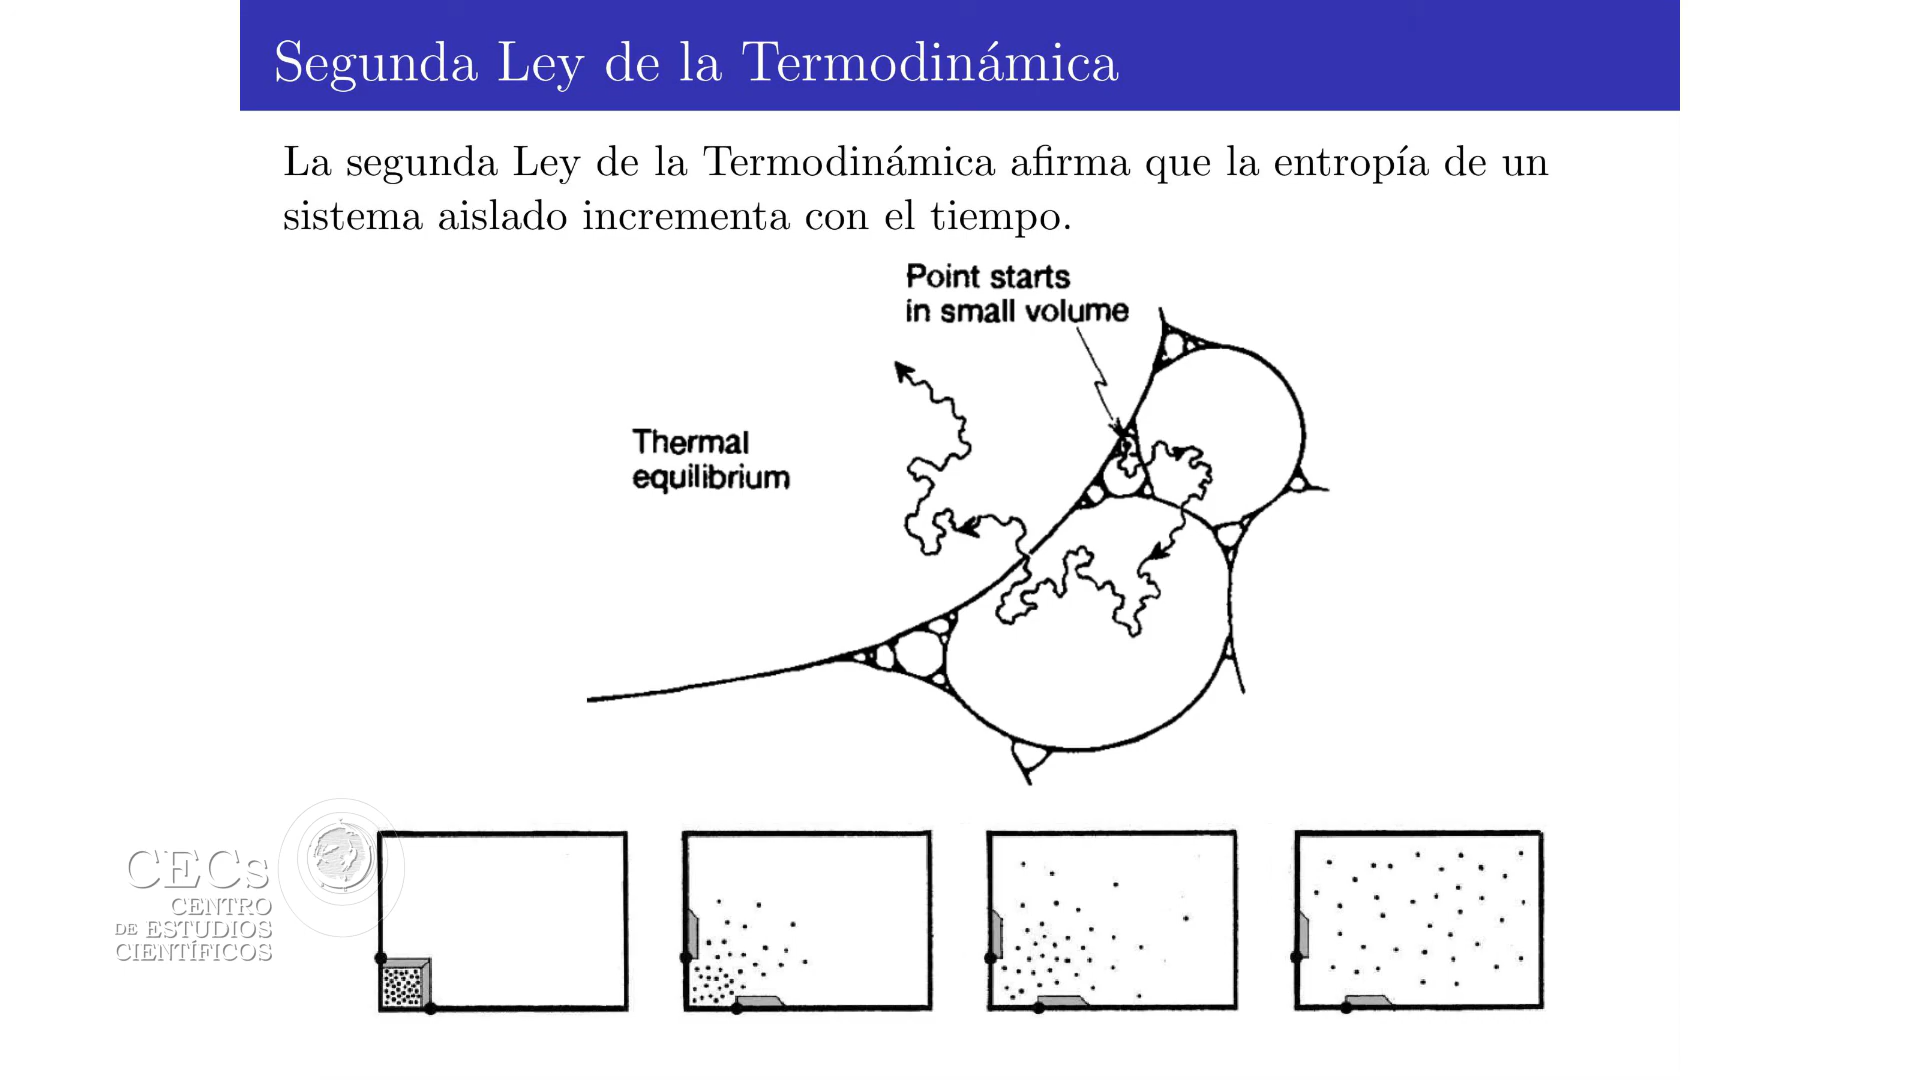 Segunda Ley de la Termodinámica
La segunda Ley de la Termodinámica afirma que la entropía de un
sistema aislado incrementa con el tiempo.
Point starts
in small volume
Thermal
equilibrium
CECs
CENTRO
DE ESTUDIOS
CIENTÍFICOS